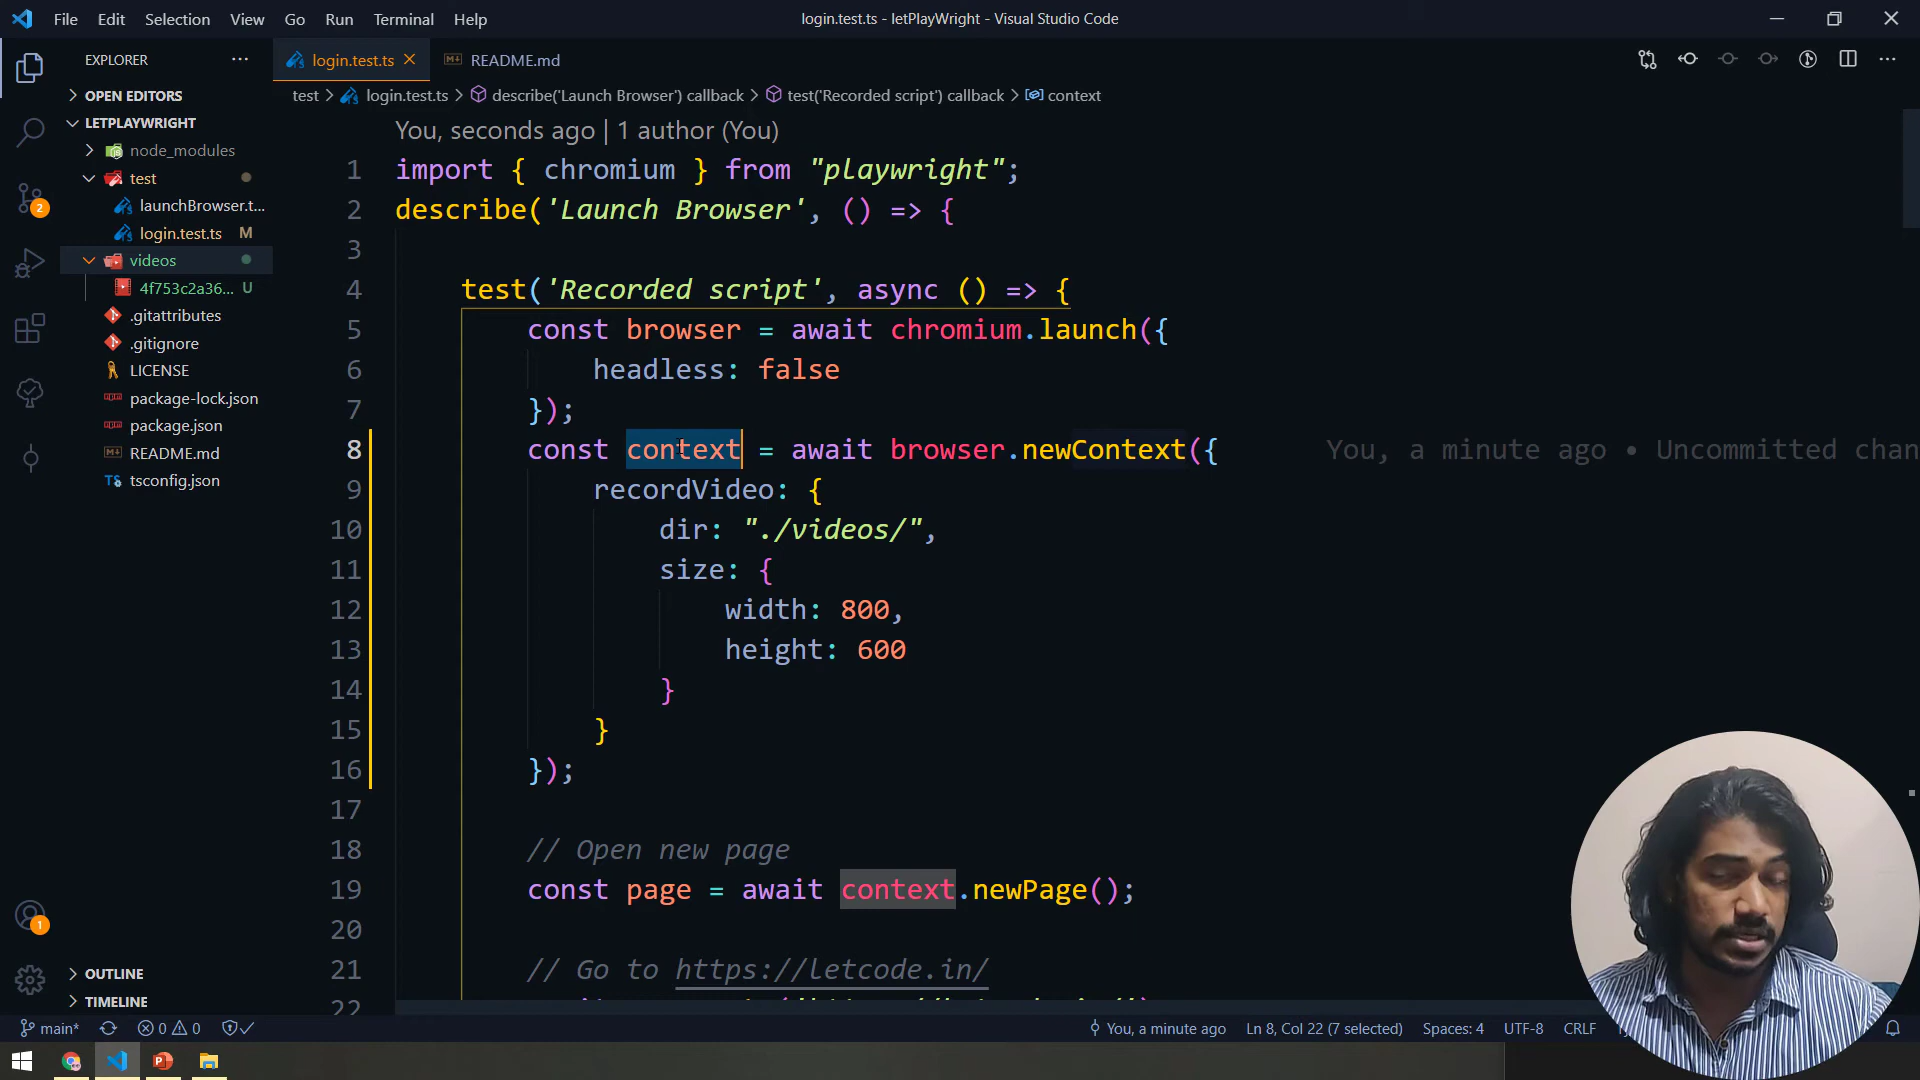 File Edit Selection View Go Run Terminal Help
login.test.ts - letPlayWright - Visual Studio Code
EXPLORER
login.test.ts
README.md
OPEN EDITORS
test > login.test.ts > describe('Launch Browser') callback > test('Recorded script') callback > context
LETPLAYWRIGHT
node_modules
test
launchBrowser.t...
login.test.ts M
videos
4f753c2a36... U
.gitattributes
.gitignore
LICENSE
package-lock.json
package.json
README.md
tsconfig.json
OUTLINE
TIMELINE
2
1
You, seconds ago | 1 author (You)
1 import { chromium } from "playwright";
2 describe('Launch Browser', () => {
3
4 test('Recorded script', async () => {
5 const browser = await chromium.launch({
6 headless: false
7 });
8 const context = await browser.newContext({ You, a minute ago • Uncommitted chan
9 recordVideo: {
10 dir: "./videos/",
11 size: {
12 width: 800,
13 height: 600
14 }
15 }
16 });
17
18 // Open new page
19 const page = await context.newPage();
20
21 // Go to https://letcode.in/
22
main* 0 0 You, a minute ago Ln 8, Col 22 (7 selected) Spaces: 4 UTF-8 CRLF